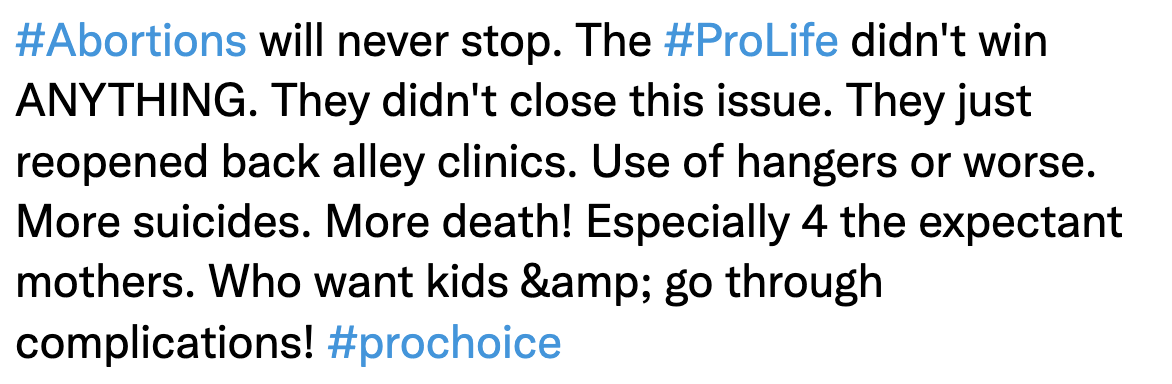 #Abortions will never stop. The #ProLife didn't win
ANYTHING. They didn't close this issue. They just
reopened back alley clinics. Use of hangers or worse.
More suicides. More death! Especially 4 the expectant
mothers. Who want kids &amp; go through
complications! #prochoice